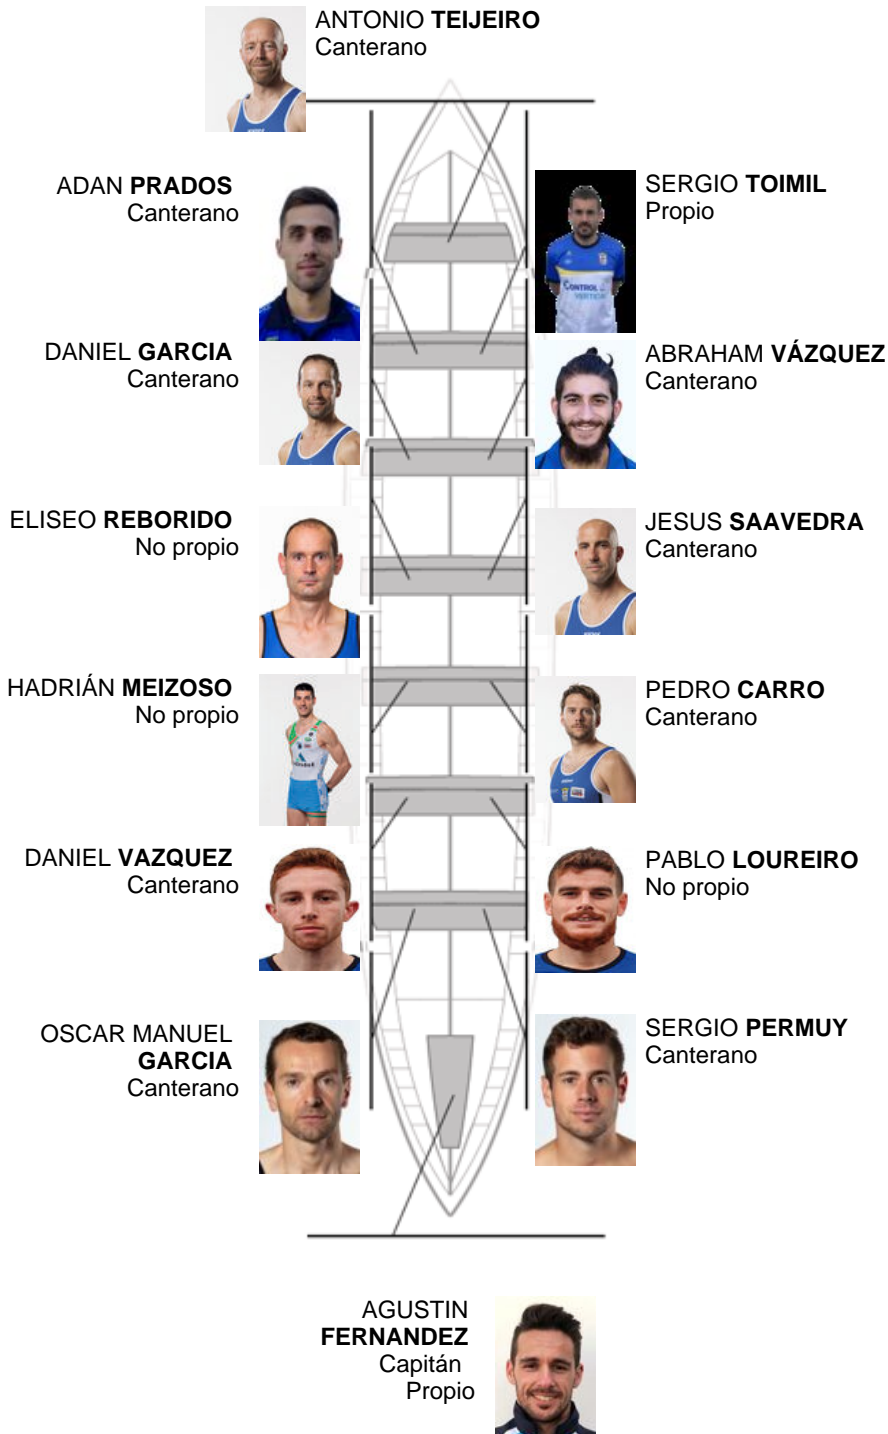 ANTONIO TEIJEIRO
Canterano
ADAN PRADOS
Canterano
SERGIO TOIMIL
Propio
CONTROL
VERTICAL
DANIEL GARCIA
Canterano
ABRAHAM VÁZQUEZ
Canterano
ELISEO REBORIDO
No propio
JESUS SAAVEDRA
Canterano
HADRIÁN MEIZOSO
No propio
PEDRO CARRO
Canterano
DANIEL VAZQUEZ
Canterano
PABLO LOUREIRO
No propio
OSCAR MANUEL
GARCIA
Canterano
SERGIO PERMUY
Canterano
AGUSTIN
FERNANDEZ
Capitán
Propio